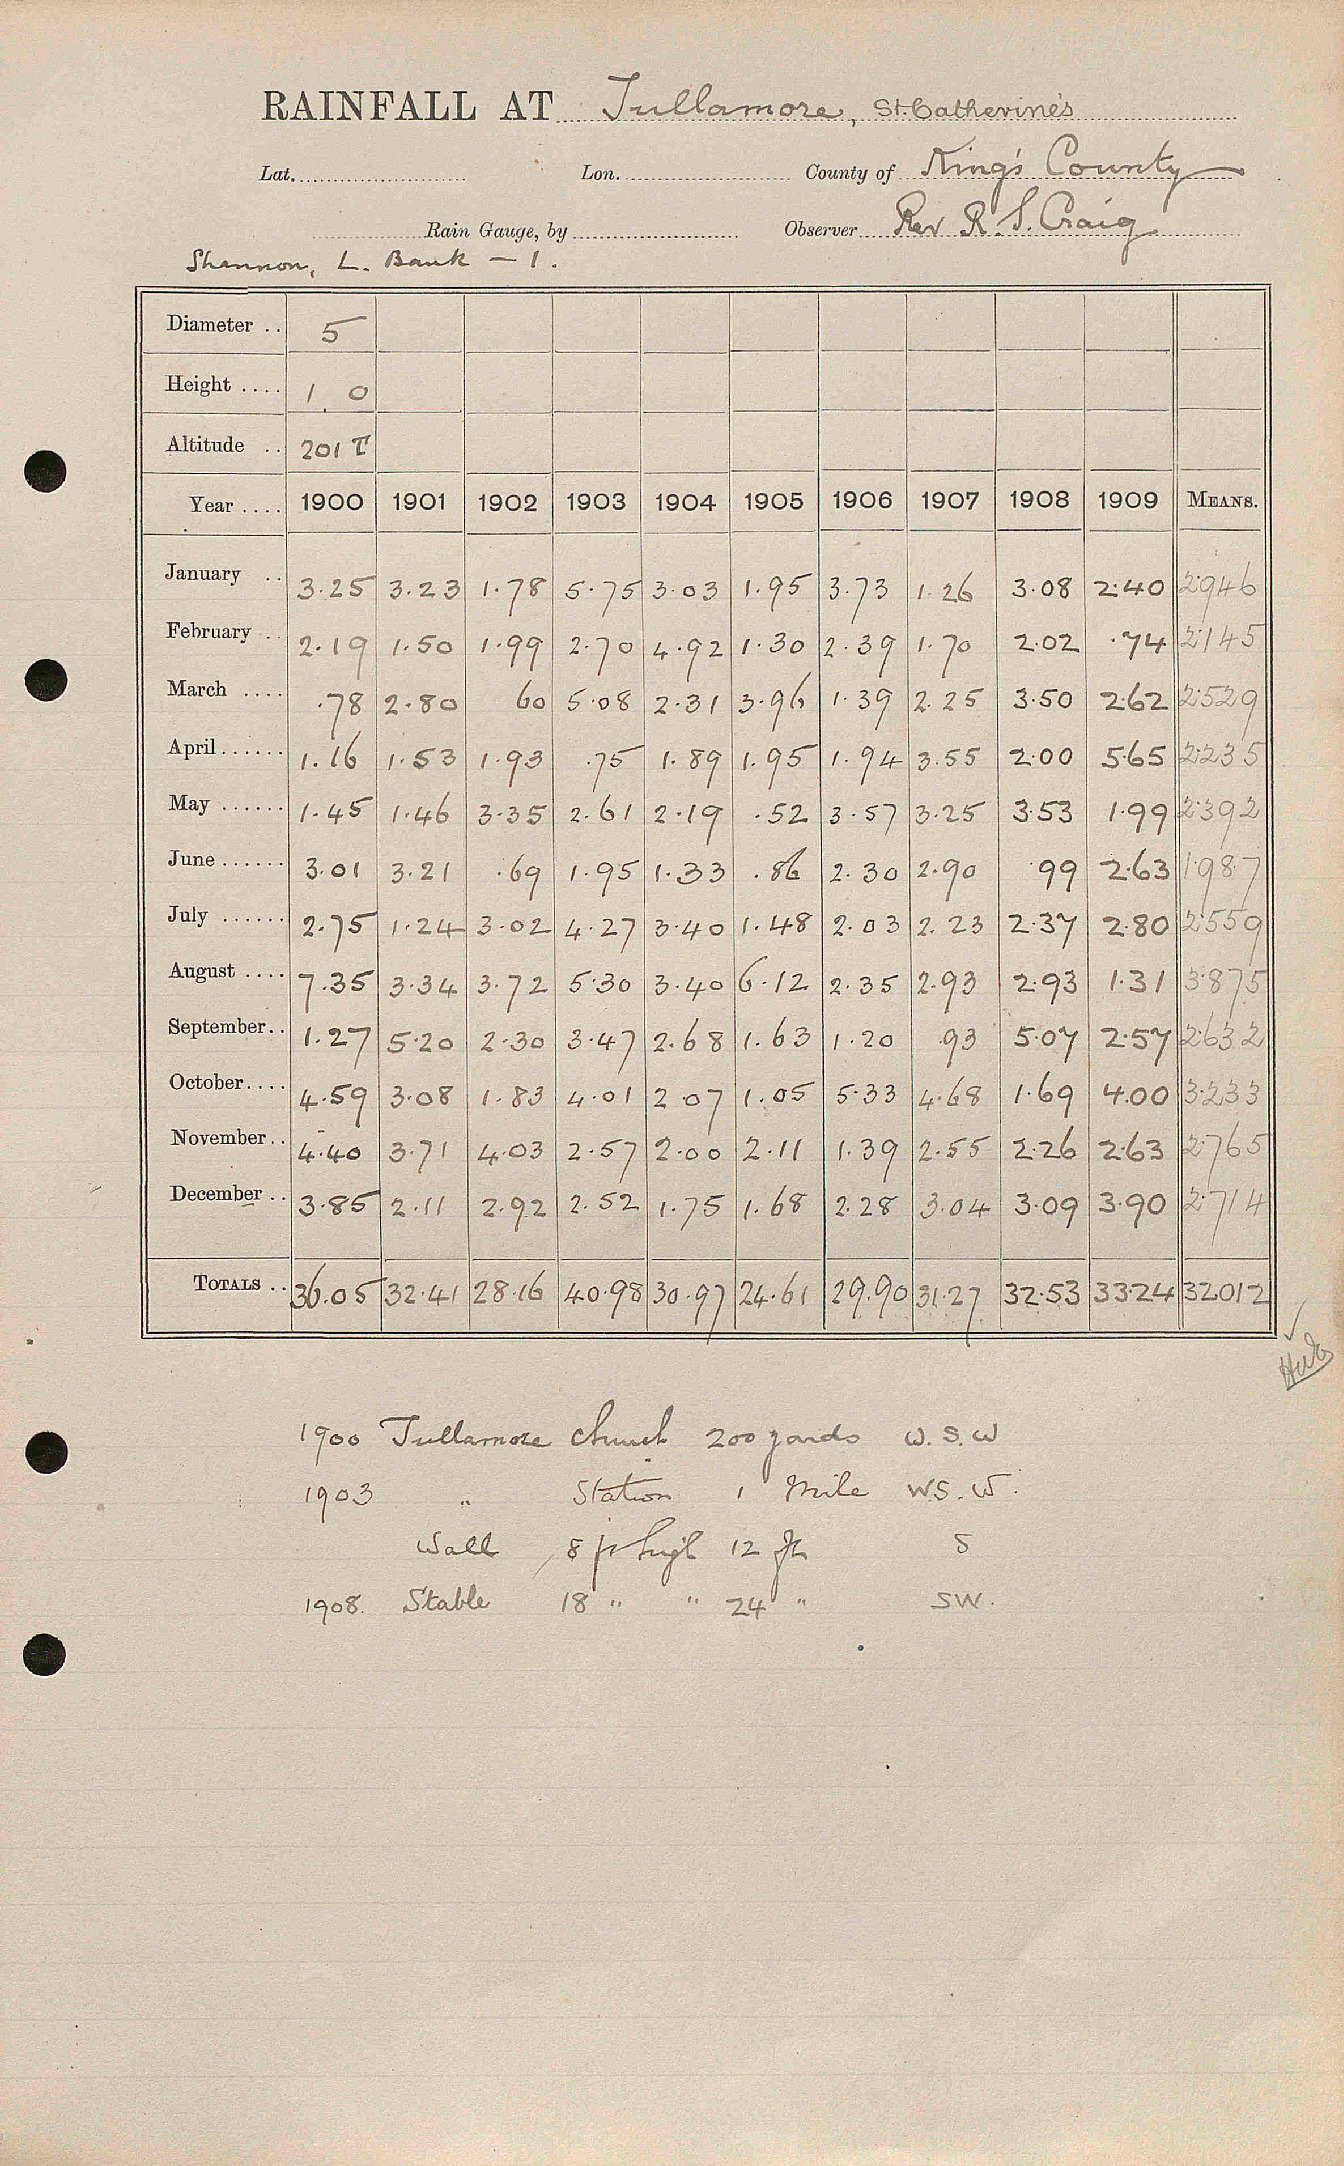 RAINFALL AT Tullamore, St. Catherine's
Lat. Lon. County of King's County
Rain Gauge, by Observer Rev R. S. Craig
Shannon, L. Bank - 1.
Diameter .. 5
Height .... 1 0
Altitude .. 201 T
Year .... 1900 1901 1902 1903 1904 1905 1906 1907 1908 1909 MEANS.
January .. 3.25 3.23 1.78 5.75 3.03 1.95 3.73 1.26 3.08 2.40 2.946
February .. 2.19 1.50 1.99 2.70 4.92 1.30 2.39 1.70 2.02 .74 2.145
March .... .78 2.80 60 5.08 2.31 3.96 1.39 2.25 3.50 2.62 2.529
April...... 1.16 1.53 1.93 .75 1.89 1.95 1.94 3.55 2.00 5.65 2.235
May ...... 1.45 1.46 3.35 2.61 2.19 .52 3.57 3.25 3.53 1.99 2.392
June ...... 3.01 3.21 .69 1.95 1.33 .86 2.30 2.90 99 2.63 1.987
July ...... 2.75 1.24 3.02 4.27 3.40 1.48 2.03 2.23 2.37 2.80 2.559
August .... 7.35 3.34 3.72 5.30 3.40 6.12 2.35 2.93 2.93 1.31 3.875
September.. 1.27 5.20 2.30 3.47 2.68 1.63 1.20 .93 5.07 2.57 2.632
October.... 4.59 3.08 1.83 4.01 2.07 1.05 5.33 4.68 1.69 4.00 3.233
November.. 4.40 3.71 4.03 2.57 2.00 2.11 1.39 2.55 2.26 2.63 2.765
December .. 3.85 2.11 2.92 2.52 1.75 1.68 2.28 3.04 3.09 3.90 2.714
TOTALS .. 36.05 32.41 28.16 40.98 30.97 24.61 29.90 31.27 32.53 33.24 32.012
1900 Tullamore Church 200 yards W.S.W
1903 " Station 1 Mile W.S.W.
Wall 8 ft high 12 ft S
1908. Stable 18 " " 24 " SW.